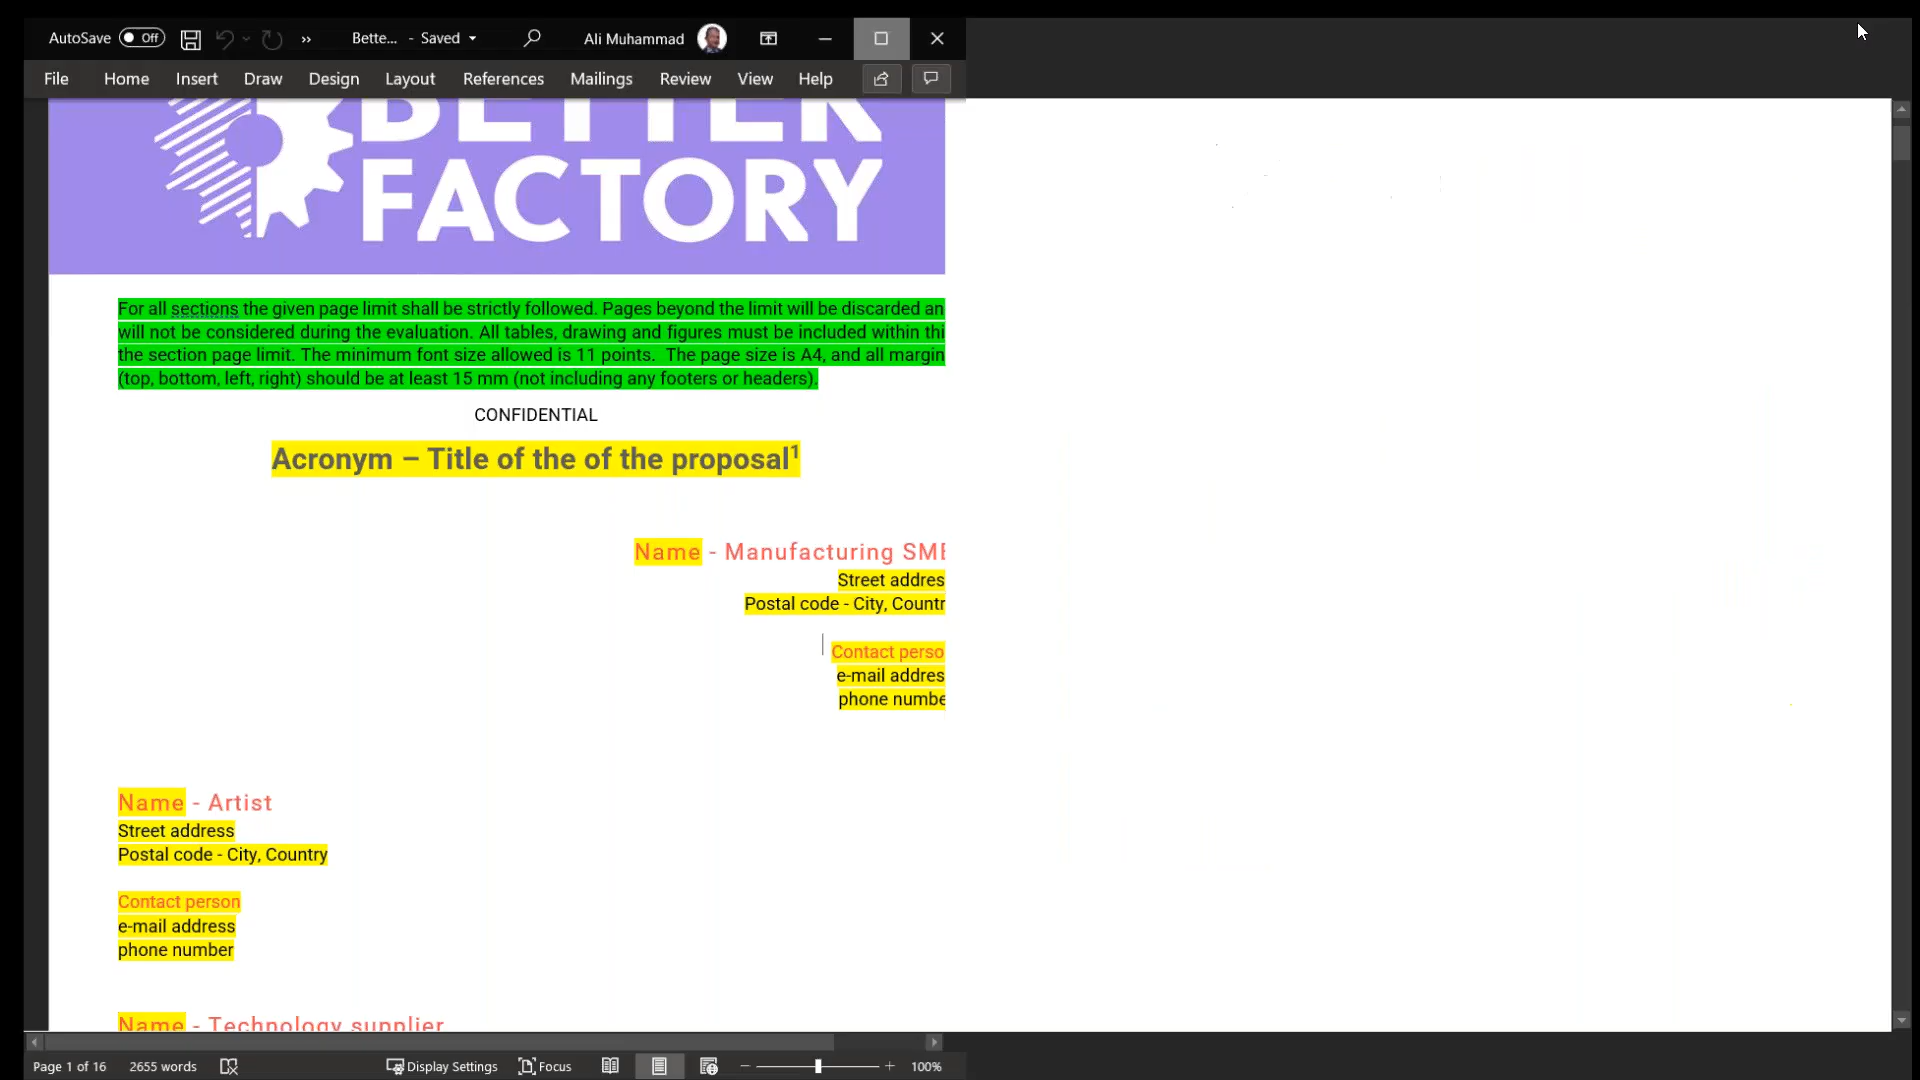 AutoSave Off Bette... - Saved Ali Muhammad
File Home Insert Draw Design Layout References Mailings Review View Help
BETTER
FACTORY
For all sections the given page limit shall be strictly followed. Pages beyond the limit will be discarded an
will not be considered during the evaluation. All tables, drawing and figures must be included within thi
the section page limit. The minimum font size allowed is 11 points. The page size is A4, and all margin
(top, bottom, left, right) should be at least 15 mm (not including any footers or headers).
CONFIDENTIAL
Acronym – Title of the of the proposal1
Name - Manufacturing SME
Street addres
Postal code - City, Countr
Contact perso
e-mail addres
phone numbe
Name - Artist
Street address
Postal code - City, Country
Contact person
e-mail address
phone number
Name - Technology supplier
Page 1 of 16 2655 words Display Settings Focus 100%